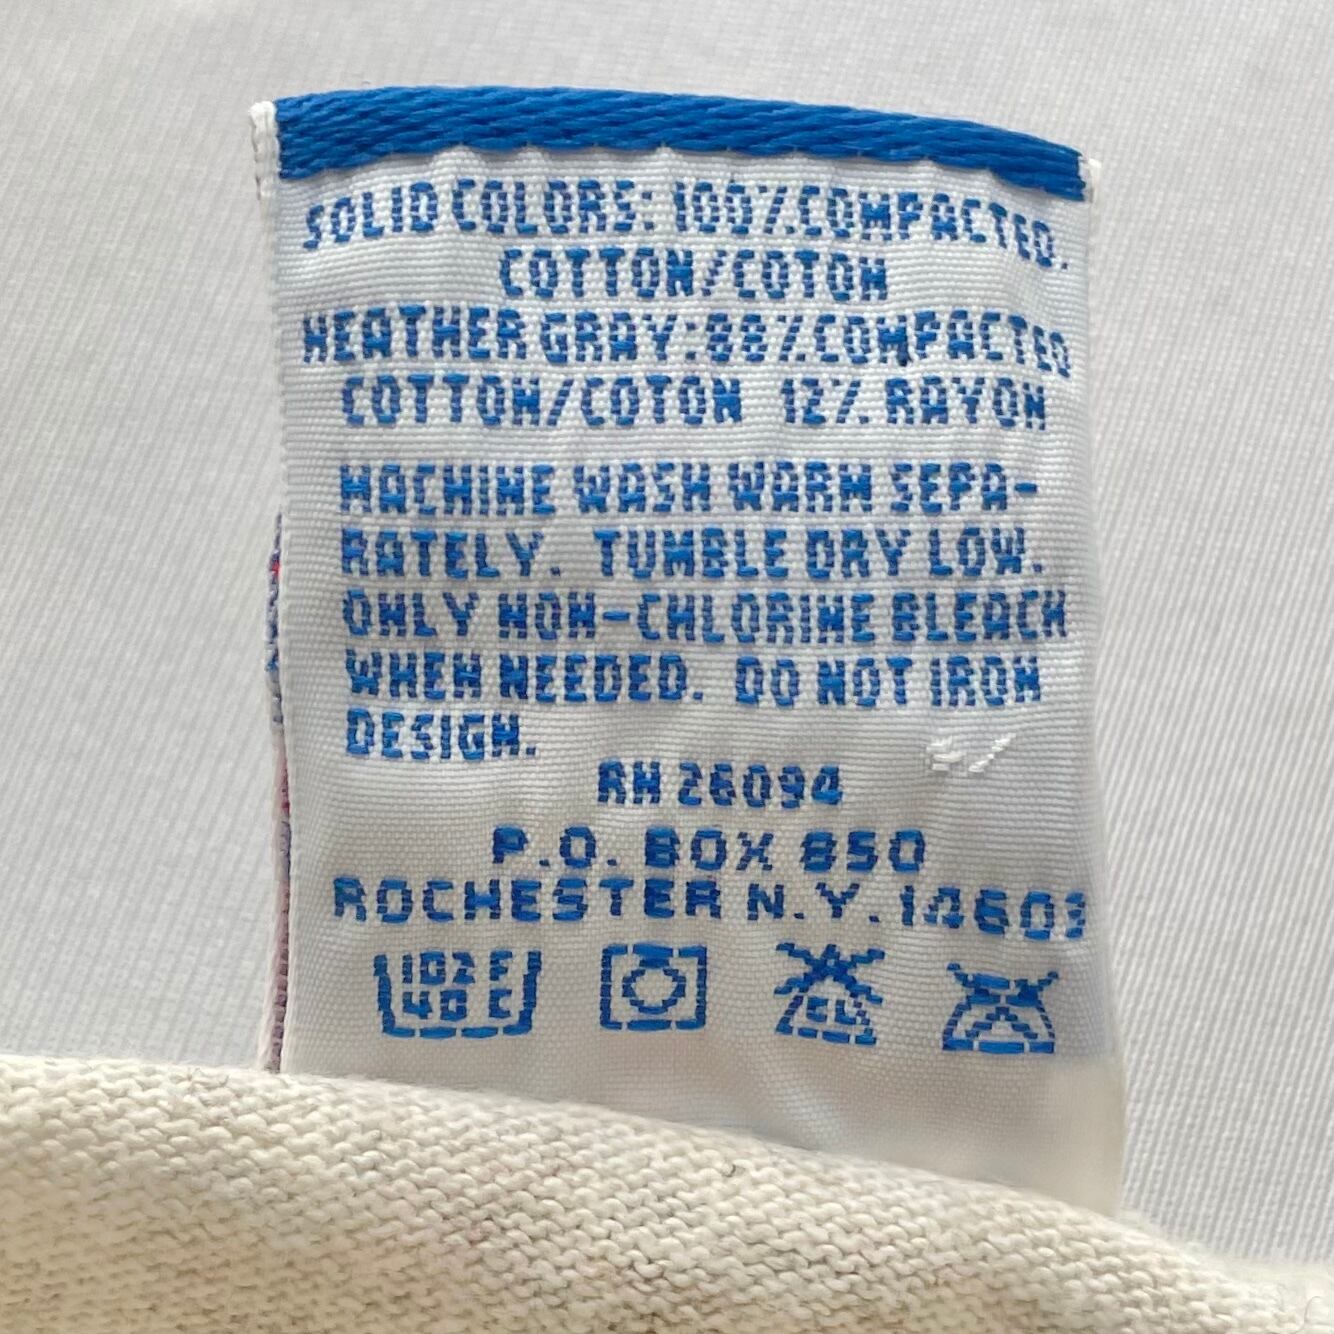 SOLID COLORS: 100% COMPACTED.
COTTON/COTON
HEATHER GRAY: 88% COMPACTED
COTTON/COTON 12% RAYON
MACHINE WASH WARM SEPA-
RATELY. TUMBLE DRY LOW.
ONLY NON-CHLORINE BLEACH
WHEN NEEDED. DO NOT IRON
DESIGN.
RN 26094
P.O. BOX 850
ROCHESTER N.Y. 14603
102 F
40 C
CL